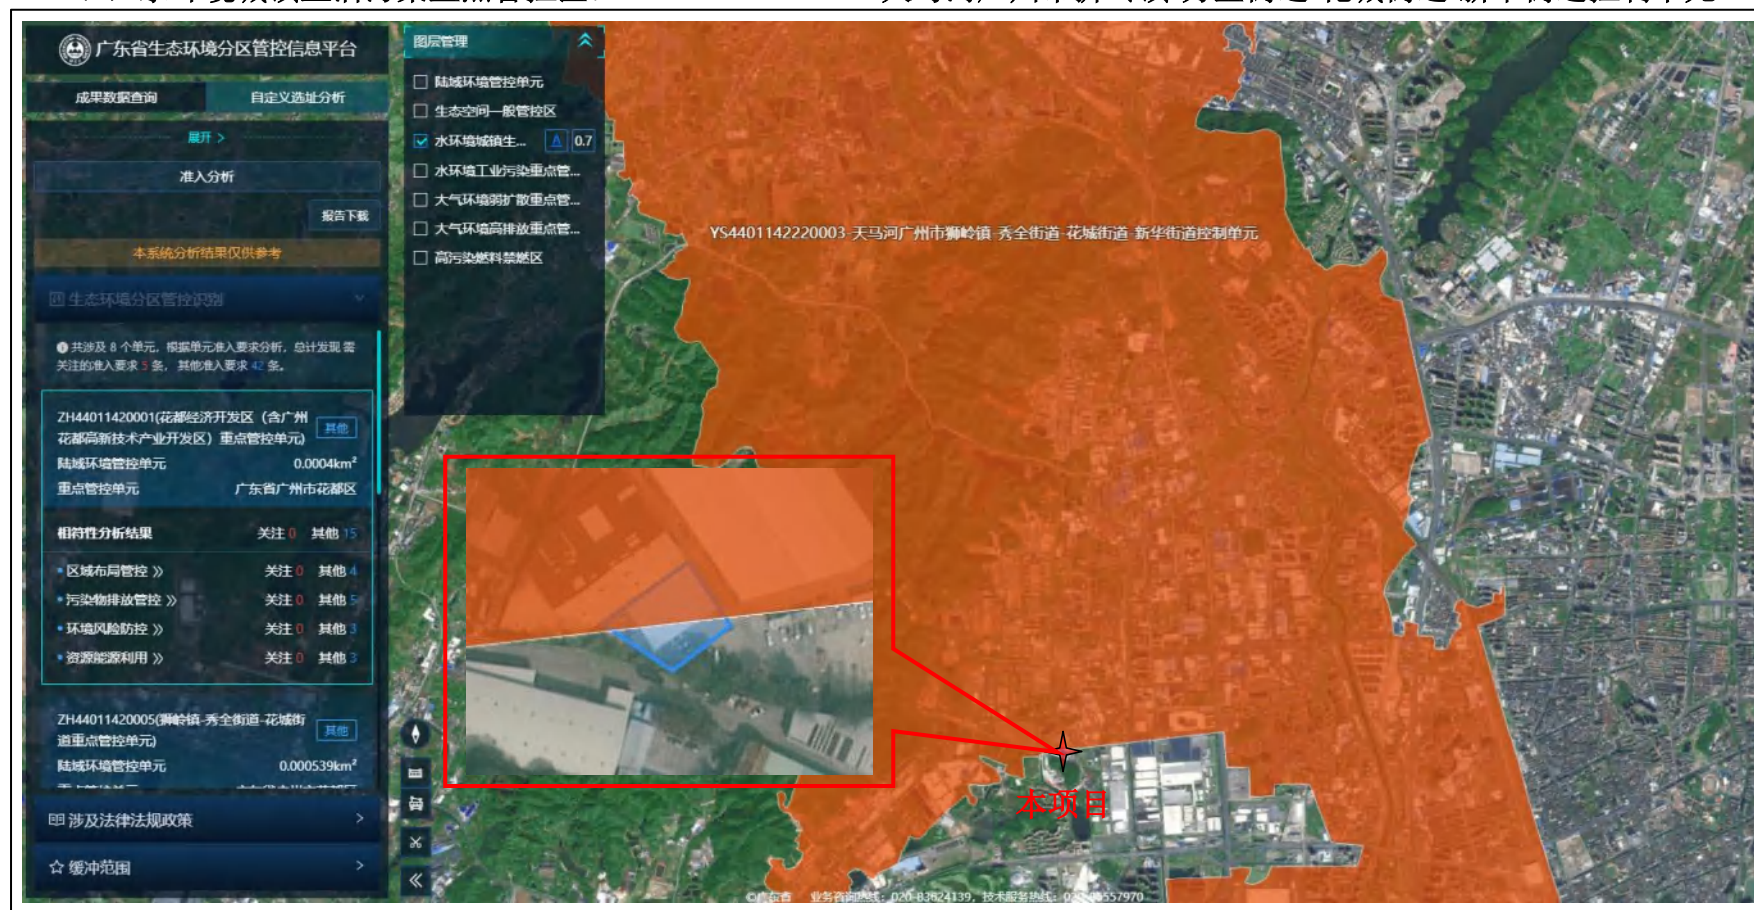 广东省生态环境分区管控信息平台
成果数据查询
自定义选址分析
展开 >
准入分析
报告下载
本系统分析结果仅供参考
生态环境分区管控识别
共涉及 8 个单元，根据单元准入要求分析，总计发现 需
关注的准入要求 5 条，其他准入要求 42 条。
ZH44011420001(花都经济开发区（含广州
花都高新技术产业开发区）重点管控单元)
其他
陆域环境管控单元 0.0004km²
重点管控单元 广东省广州市花都区
相符性分析结果 关注 0 其他 15
区域布局管控 》 关注 0 其他 4
污染物排放管控 》 关注 0 其他 5
环境风险防控 》 关注 0 其他 3
资源能源利用 》 关注 0 其他 3
ZH44011420005(狮岭镇-秀全街道-花城街
道重点管控单元)
其他
陆域环境管控单元 0.000539km²
涉及法律法规政策 >
缓冲范围 >
图层管理
陆域环境管控单元
生态空间一般管控区
水环境城镇生... A 0.7
水环境工业污染重点管...
大气环境弱扩散重点管...
大气环境高排放重点管...
高污染燃料禁燃区
YS4401142220003-天马河广州市狮岭镇-秀全街道-花城街道-新华街道控制单元
本项目
业务咨询热线：020-83624139，技术服务热线：